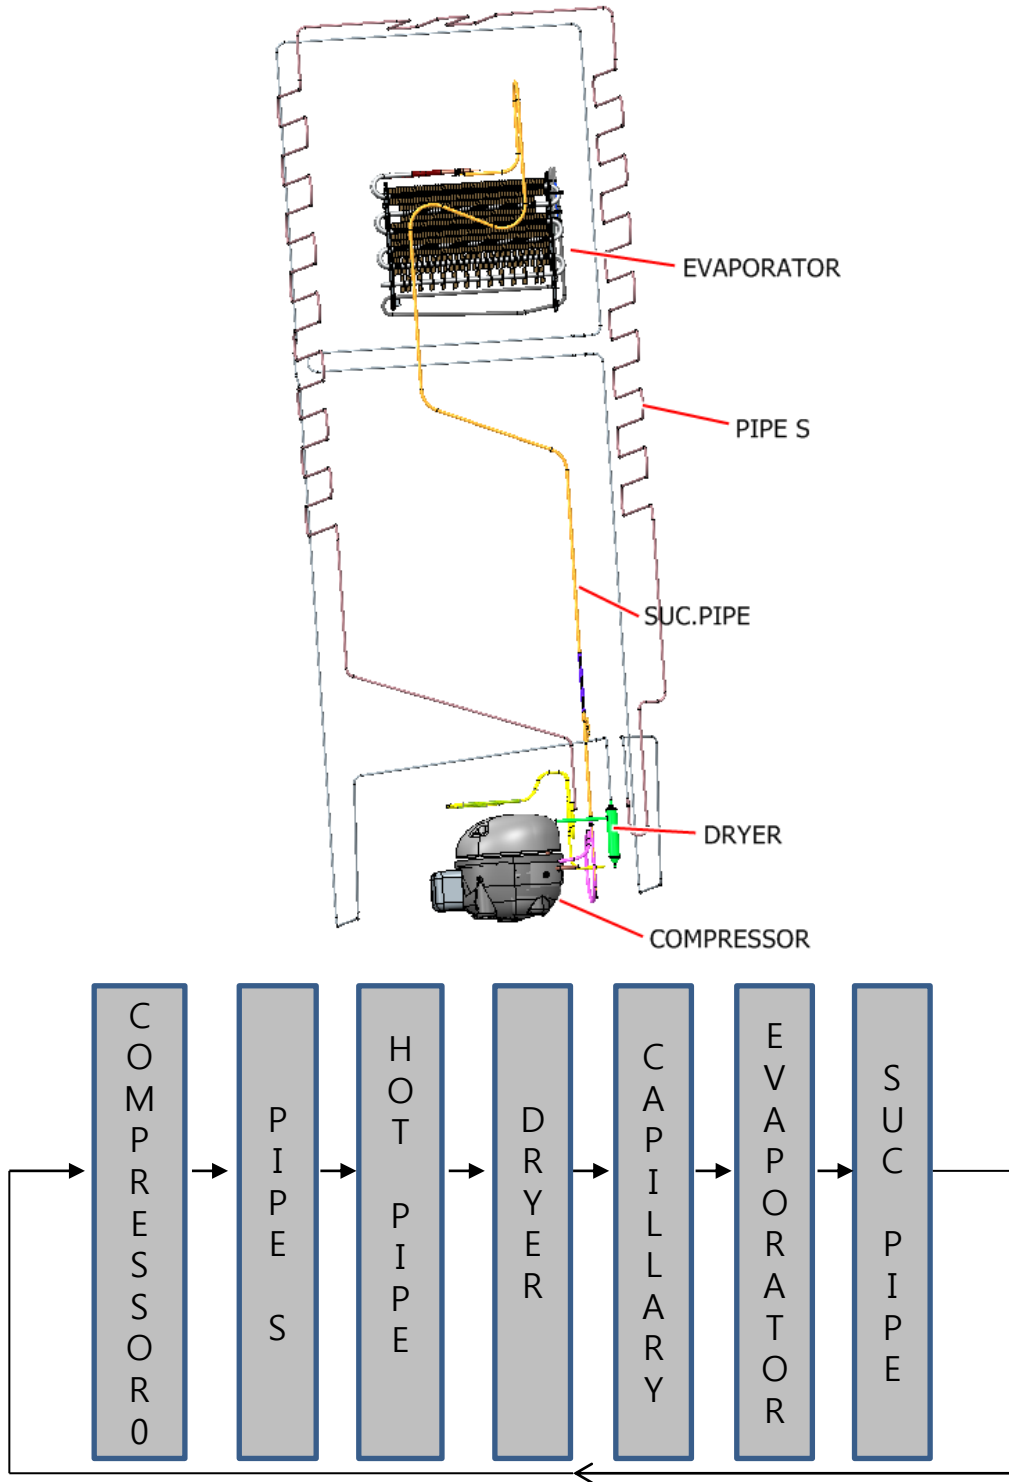 EVAPORATOR
PIPE S
SUC.PIPE
DRYER
COMPRESSOR
COMPRESSOR0
PIPE S
HOT PIPE
DRYER
CAPILLARY
EVAPORATOR
SUC PIPE